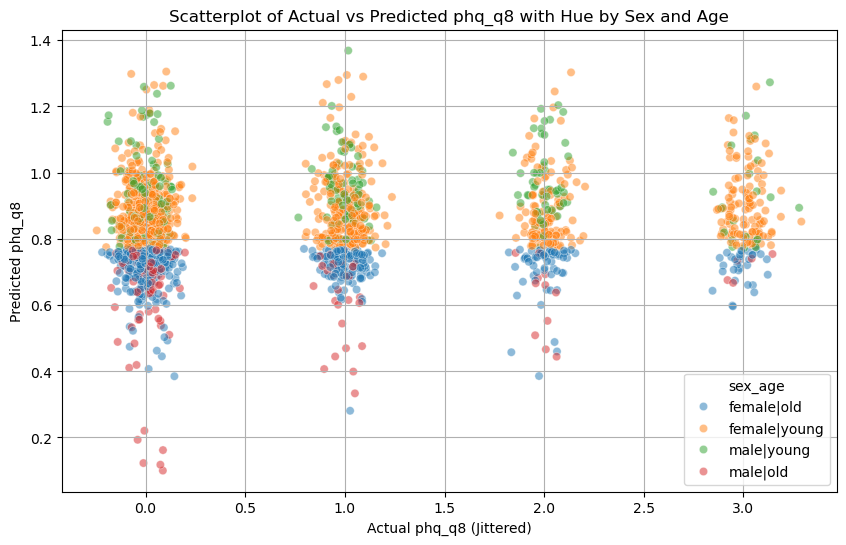 Scatterplot of Actual vs Predicted phq_q8 with Hue by Sex and Age
Predicted phq_q8
1.4
1.2
1.0
0.8
0.6
0.4
0.2
0.0
0.5
1.0
1.5
2.0
2.5
3.0
Actual phq_q8 (Jittered)
sex_age
female|old
female|young
male|young
male|old